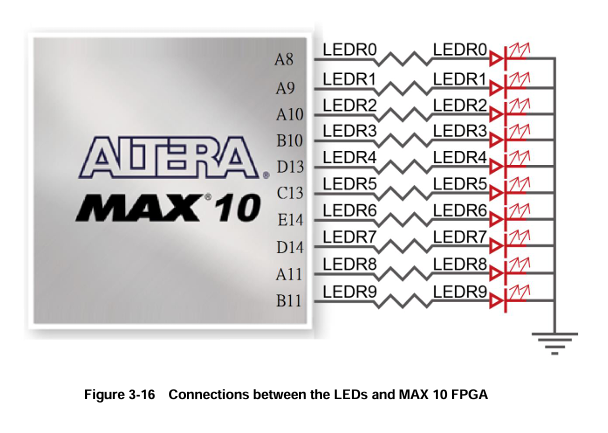 A8 LEDR0 LEDR0
A9 LEDR1 LEDR1
A10 LEDR2 LEDR2
B10 LEDR3 LEDR3
D13 LEDR4 LEDR4
C13 LEDR5 LEDR5
E14 LEDR6 LEDR6
D14 LEDR7 LEDR7
A11 LEDR8 LEDR8
B11 LEDR9 LEDR9
ALTERA®
MAX® 10
Figure 3-16 Connections between the LEDs and MAX 10 FPGA